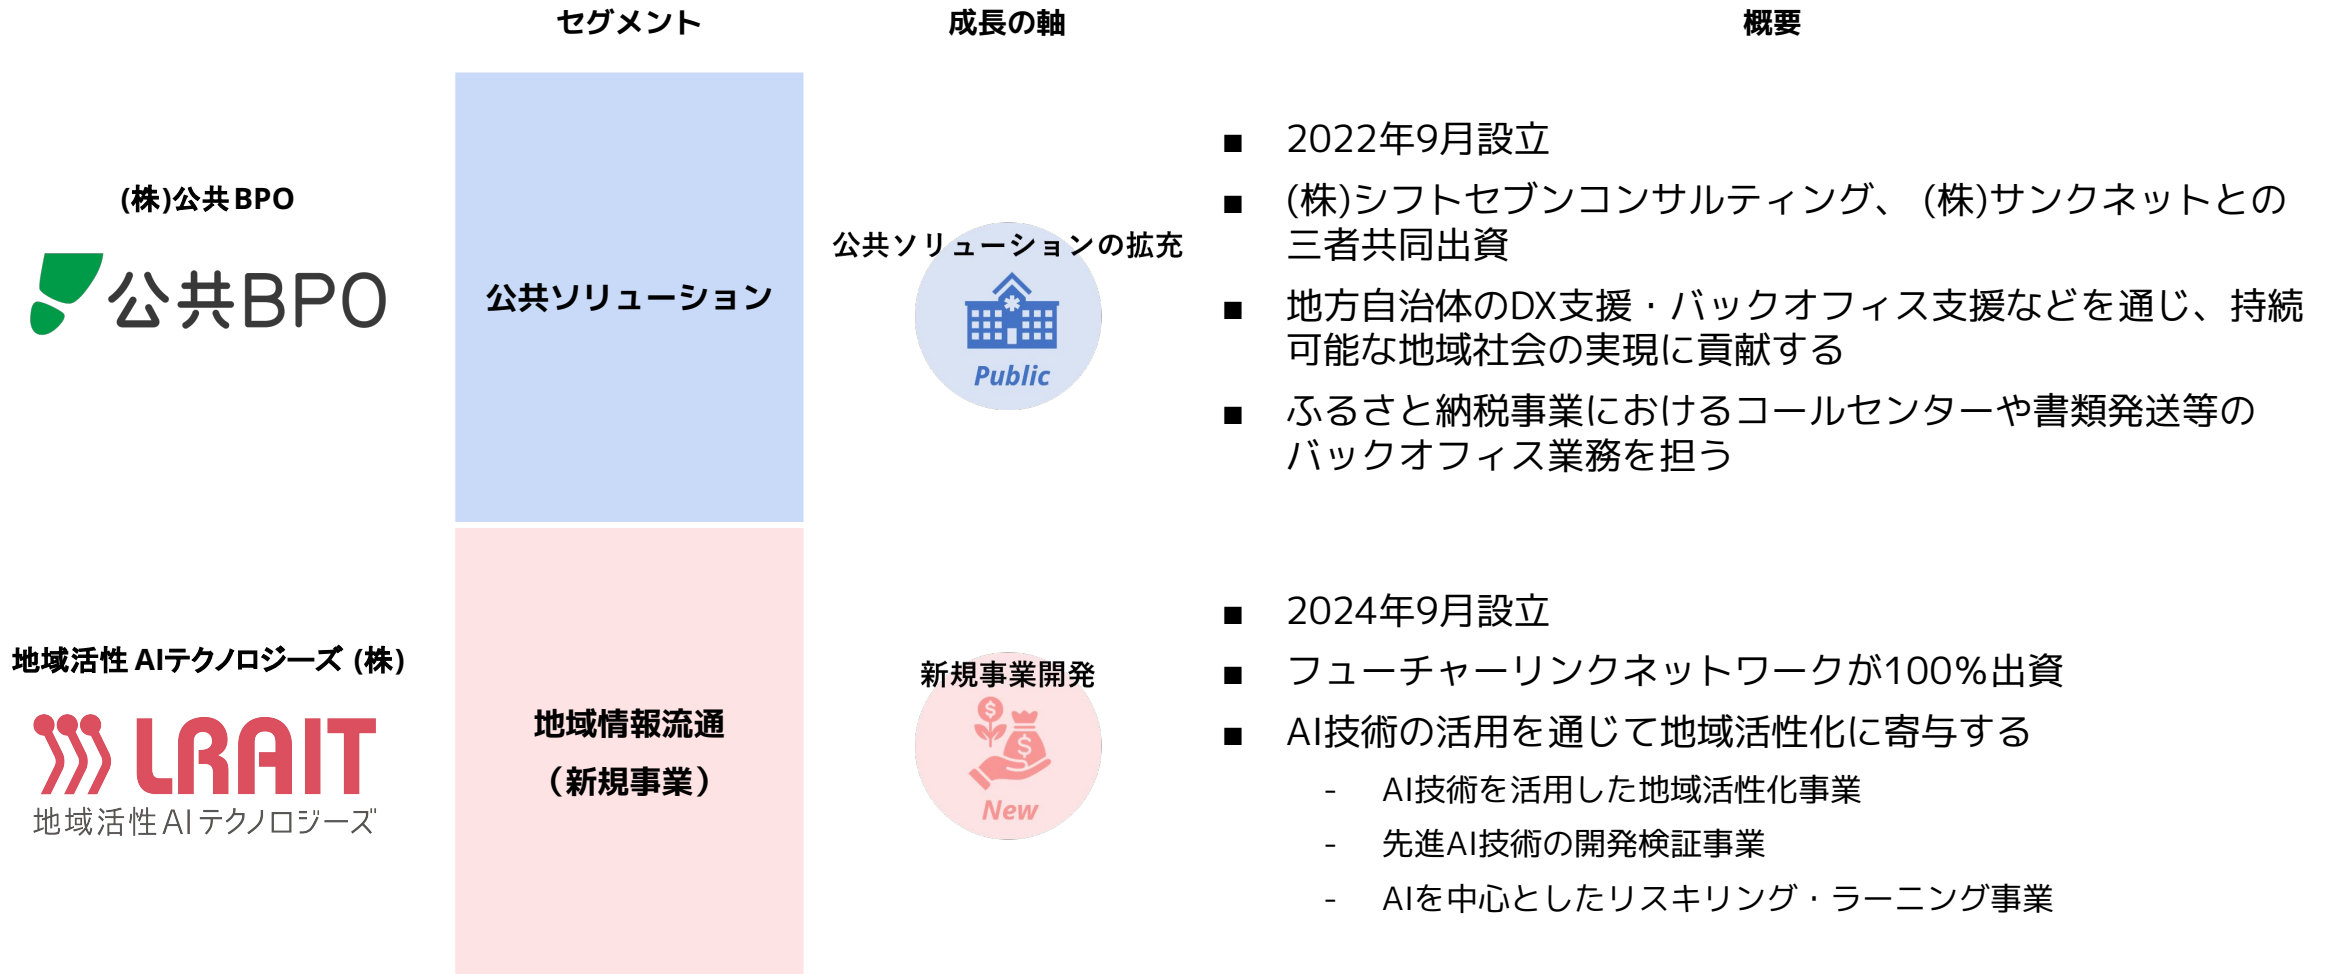 セグメント
成長の軸
概要
(株)公共BPO
公共BPO
公共ソリューション
公共ソリューションの拡充
Public
■ 2022年9月設立
■ (株)シフトセブンコンサルティング、 (株)サンクネットとの
三者共同出資
■ 地方自治体のDX支援・バックオフィス支援などを通じ、持続
可能な地域社会の実現に貢献する
■ ふるさと納税事業におけるコールセンターや書類発送等の
バックオフィス業務を担う
地域活性AIテクノロジーズ (株)
LRAIT
地域活性AIテクノロジーズ
地域情報流通
（新規事業）
新規事業開発
New
■ 2024年9月設立
■ フューチャーリンクネットワークが100%出資
■ AI技術の活用を通じて地域活性化に寄与する
- AI技術を活用した地域活性化事業
- 先進AI技術の開発検証事業
- AIを中心としたリスキリング・ラーニング事業